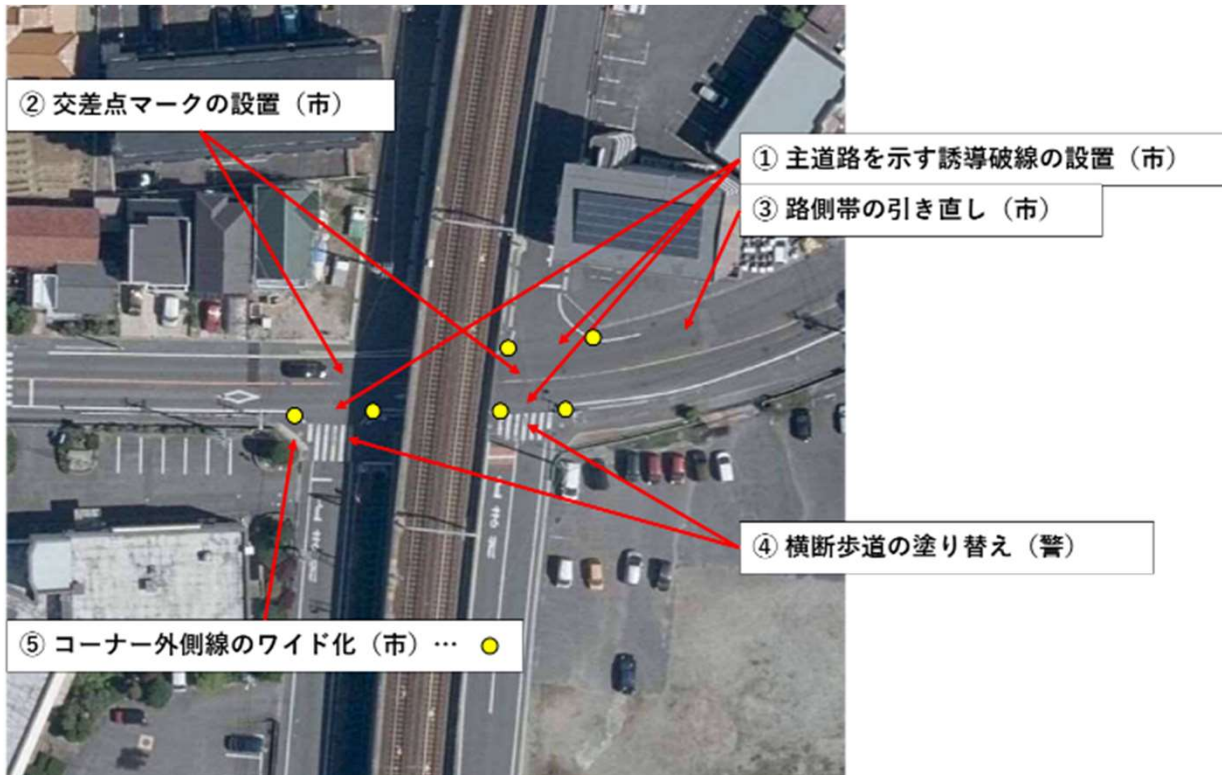 ② 交差点マークの設置（市）
① 主道路を示す誘導破線の設置（市）
③ 路側帯の引き直し（市）
④ 横断歩道の塗り替え（警）
⑤ コーナー外側線のワイド化（市）…